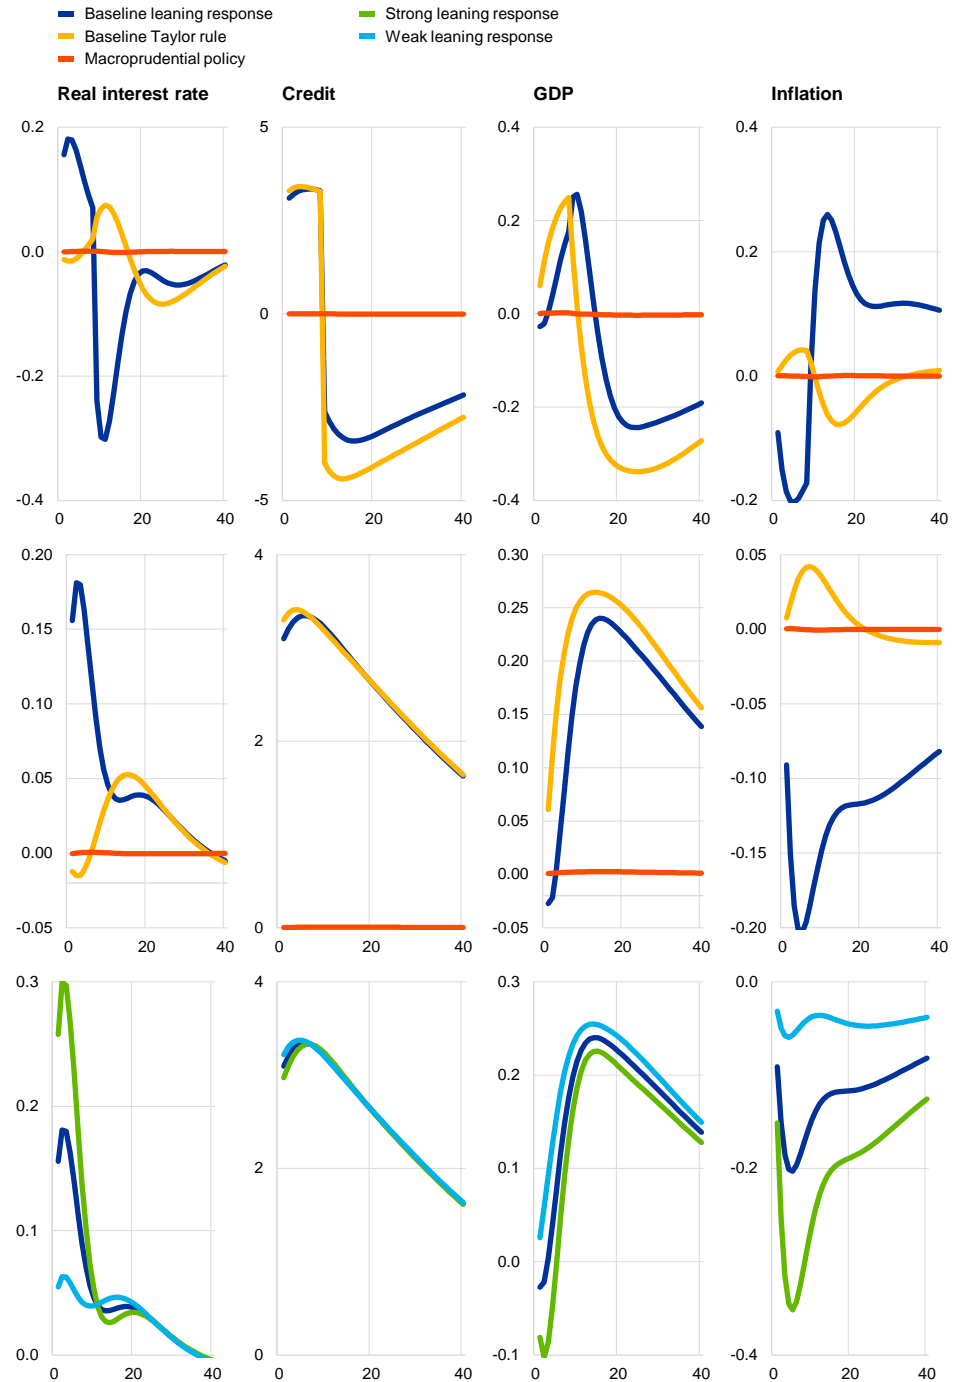 Baseline leaning response
Strong leaning response
Baseline Taylor rule
Weak leaning response
Macroprudential policy
Real interest rate
Credit
GDP
Inflation
0.2
5
0.4
0.4
0.2
0.2
0.0
0
0.0
0.0
-0.2
-0.2
-0.4
-5
-0.4
-0.2
0 20 40
0 20 40
0 20 40
0 20 40
0.20
4
0.30
0.05
0.25
0.15
0.00
0.20
0.10
2
0.15
-0.05
0.10
0.05
-0.10
0.05
0.00
0.00
-0.15
-0.05
0
-0.05
-0.20
0 20 40
0 20 40
0 20 40
0 20 40
0.3
4
0.3
0.0
0.2
0.2
2
0.1
-0.2
0.1
0.0
0.0
0
-0.1
-0.4
0 20 40
0 20 40
0 20 40
0 20 40